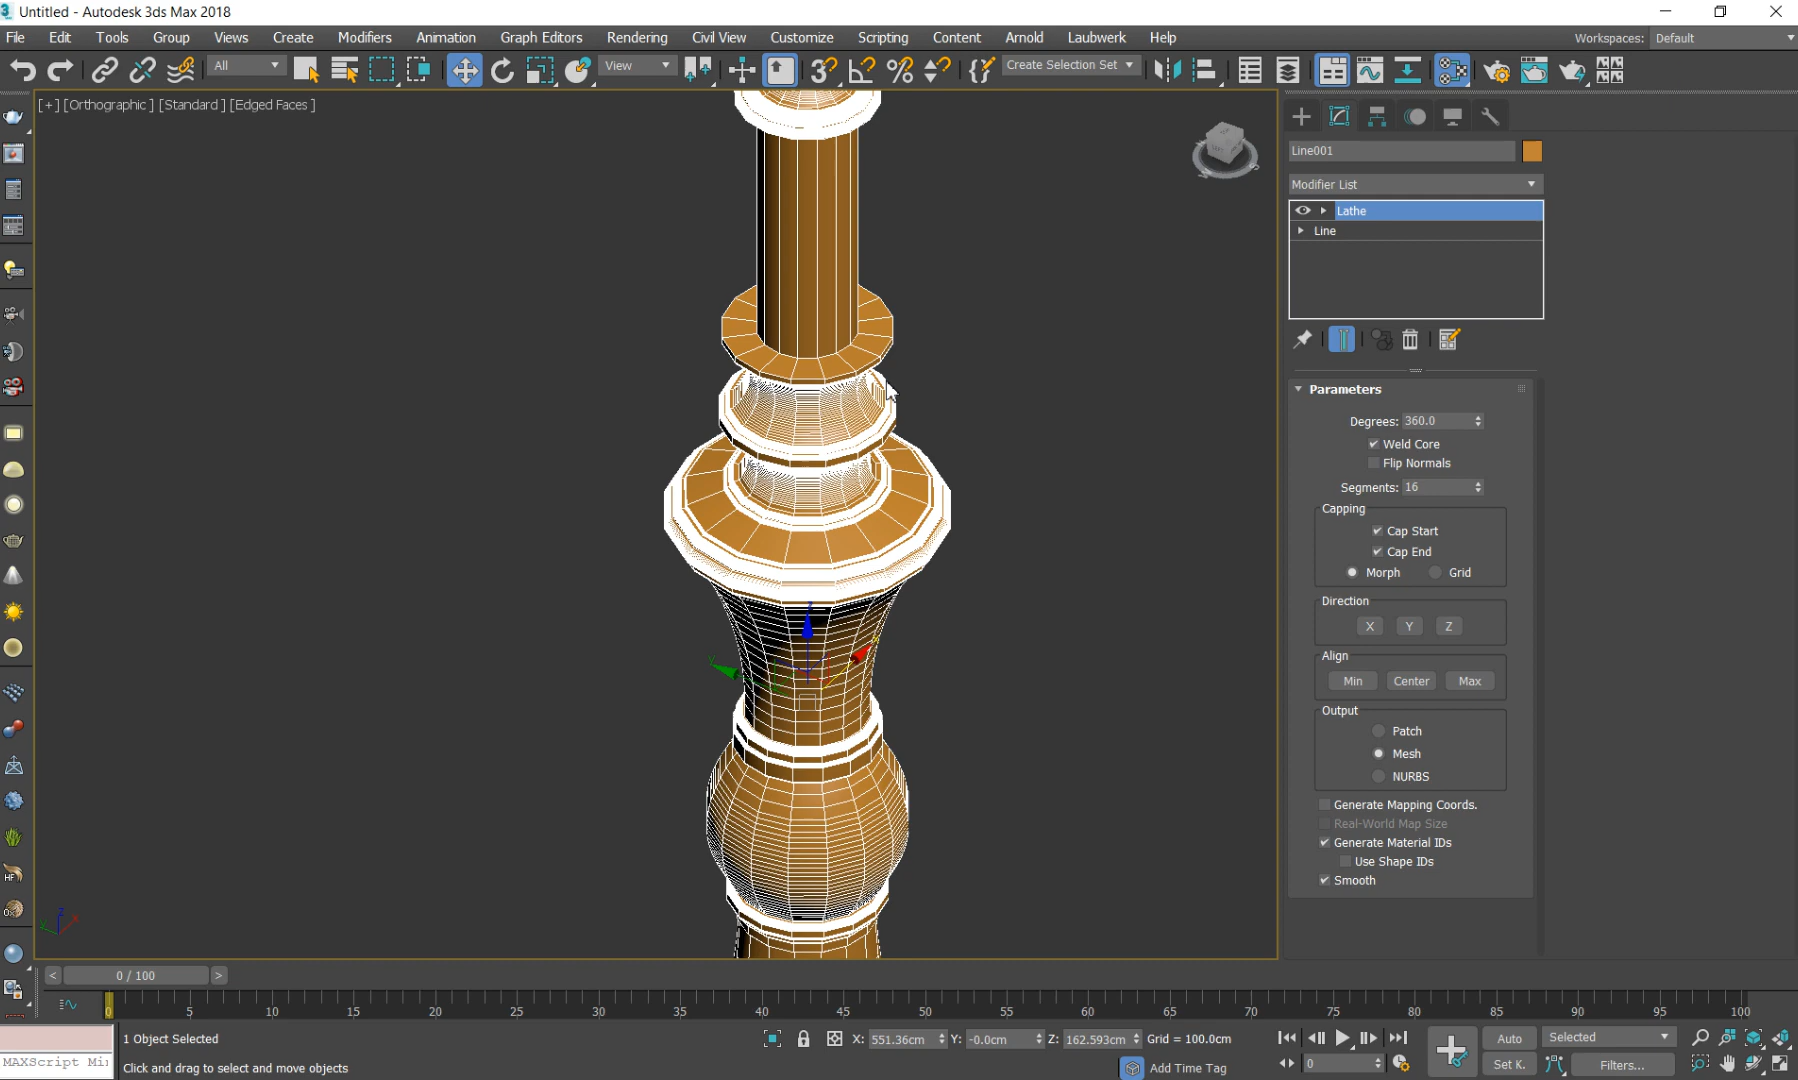 Untitled - Autodesk 3ds Max 2018
File Edit Tools Group Views Create Modifiers Animation Graph Editors Rendering Civil View Customize Scripting Content Arnold Laubwerk Help Workspaces: Default
All View Create Selection Set
[+] [Orthographic] [Standard] [Edged Faces]
Line001
Modifier List
Lathe
Line
Parameters
Degrees: 360.0
Weld Core
Flip Normals
Segments: 16
Capping
Cap Start
Cap End
Morph Grid
Direction
X Y Z
Align
Min Center Max
Output
Patch
Mesh
NURBS
Generate Mapping Coords.
Real-World Map Size
Generate Material IDs
Use Shape IDs
Smooth
< 0 / 100 >
0 5 10 15 20 25 30 35 40 45 50 55 60 65 70 75 80 85 90 95 100
1 Object Selected X: 551.36cm Y: -0.0cm Z: 162.593cm Grid = 100.0cm Auto Selected
MAXScript Mi Click and drag to select and move objects Add Time Tag 0 Set K. Filters...